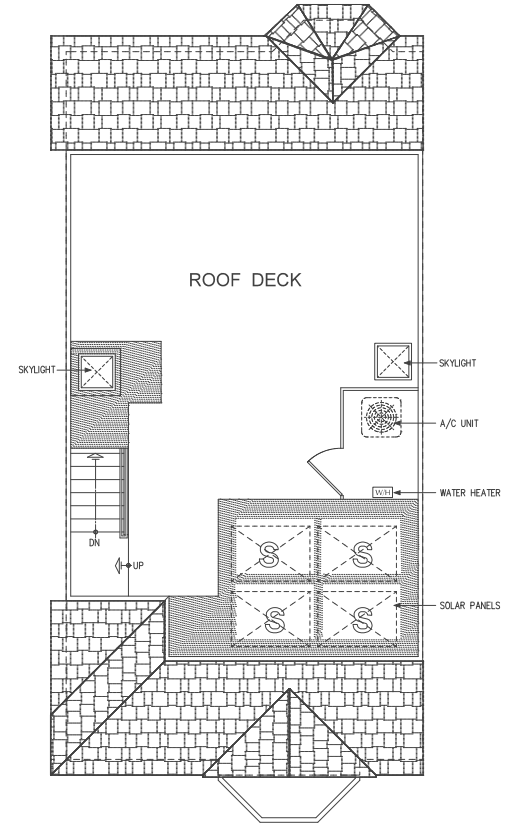 ROOF DECK
SKYLIGHT
SKYLIGHT
A/C UNIT
W/H
WATER HEATER
DN
UP
S
S
S
S
SOLAR PANELS